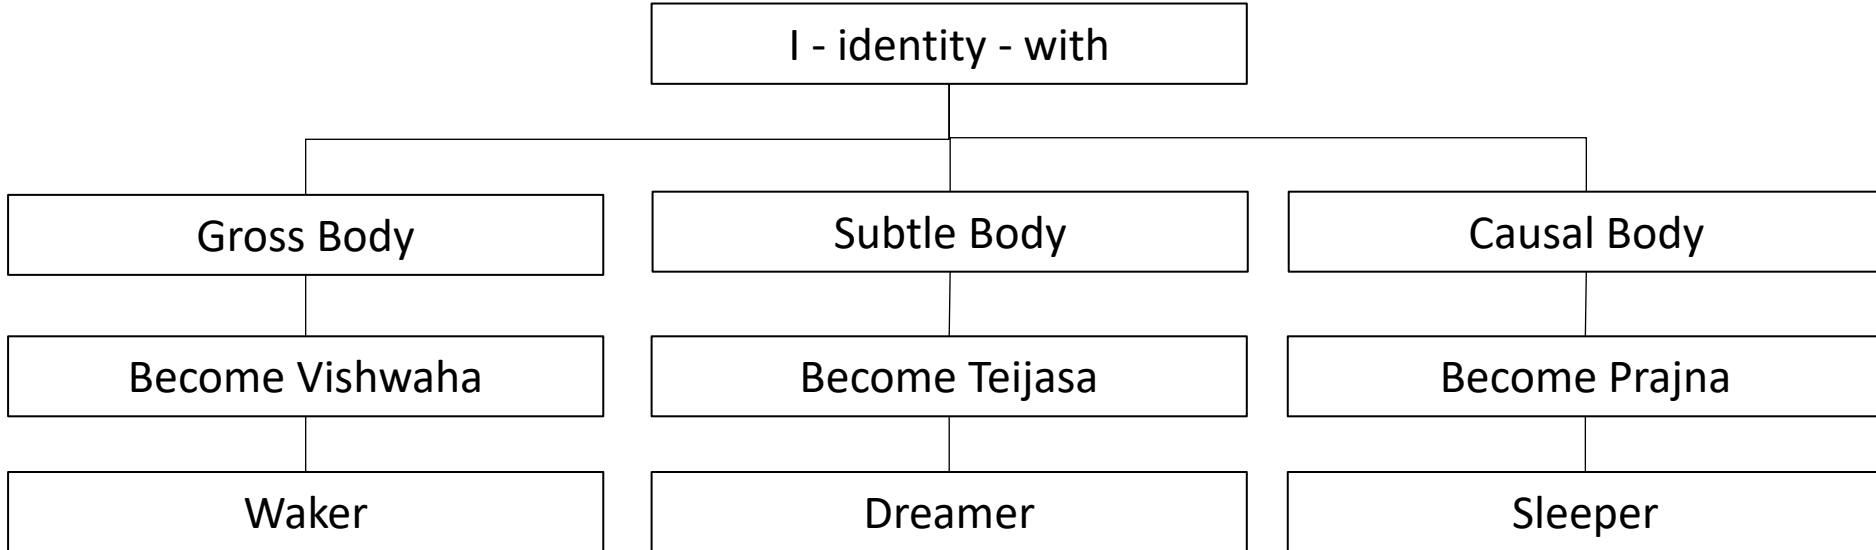 I - identity - with
Gross Body
Subtle Body
Causal Body
Become Vishwaha
Become Teijasa
Become Prajna
Waker
Dreamer
Sleeper